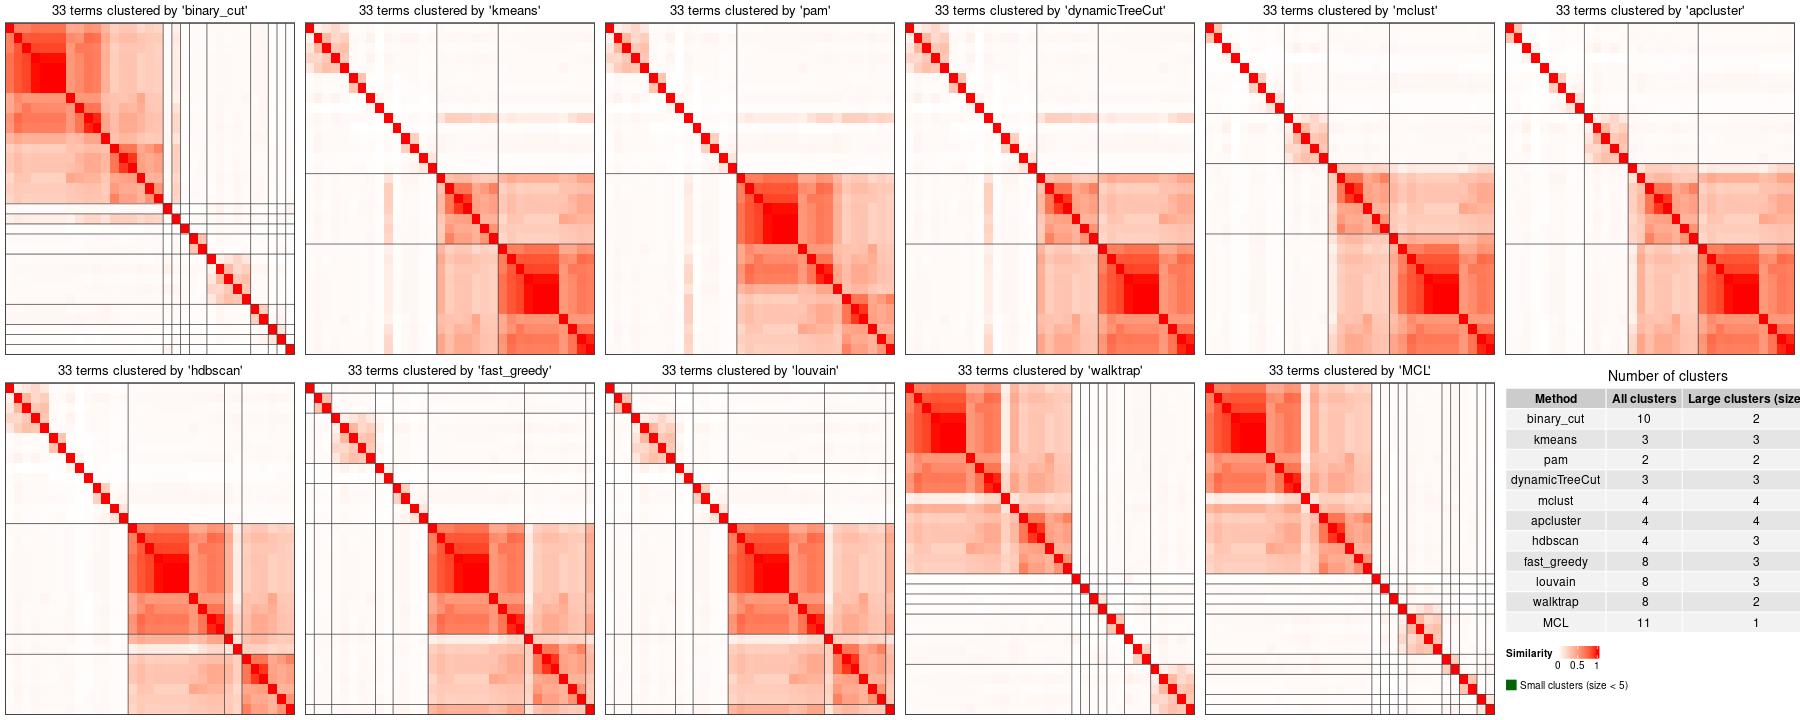 33 terms clustered by 'binary_cut'
33 terms clustered by 'kmeans'
33 terms clustered by 'pam'
33 terms clustered by 'dynamicTreeCut'
33 terms clustered by 'mclust'
33 terms clustered by 'apcluster'
33 terms clustered by 'hdbscan'
33 terms clustered by 'fast_greedy'
33 terms clustered by 'louvain'
33 terms clustered by 'walktrap'
33 terms clustered by 'MCL'
Number of clusters
Method All clusters Large clusters (size
binary_cut 10 2
kmeans 3 3
pam 2 2
dynamicTreeCut 3 3
mclust 4 4
apcluster 4 4
hdbscan 4 3
fast_greedy 8 3
louvain 8 3
walktrap 8 2
MCL 11 1
Similarity
0 0.5 1
Small clusters (size < 5)